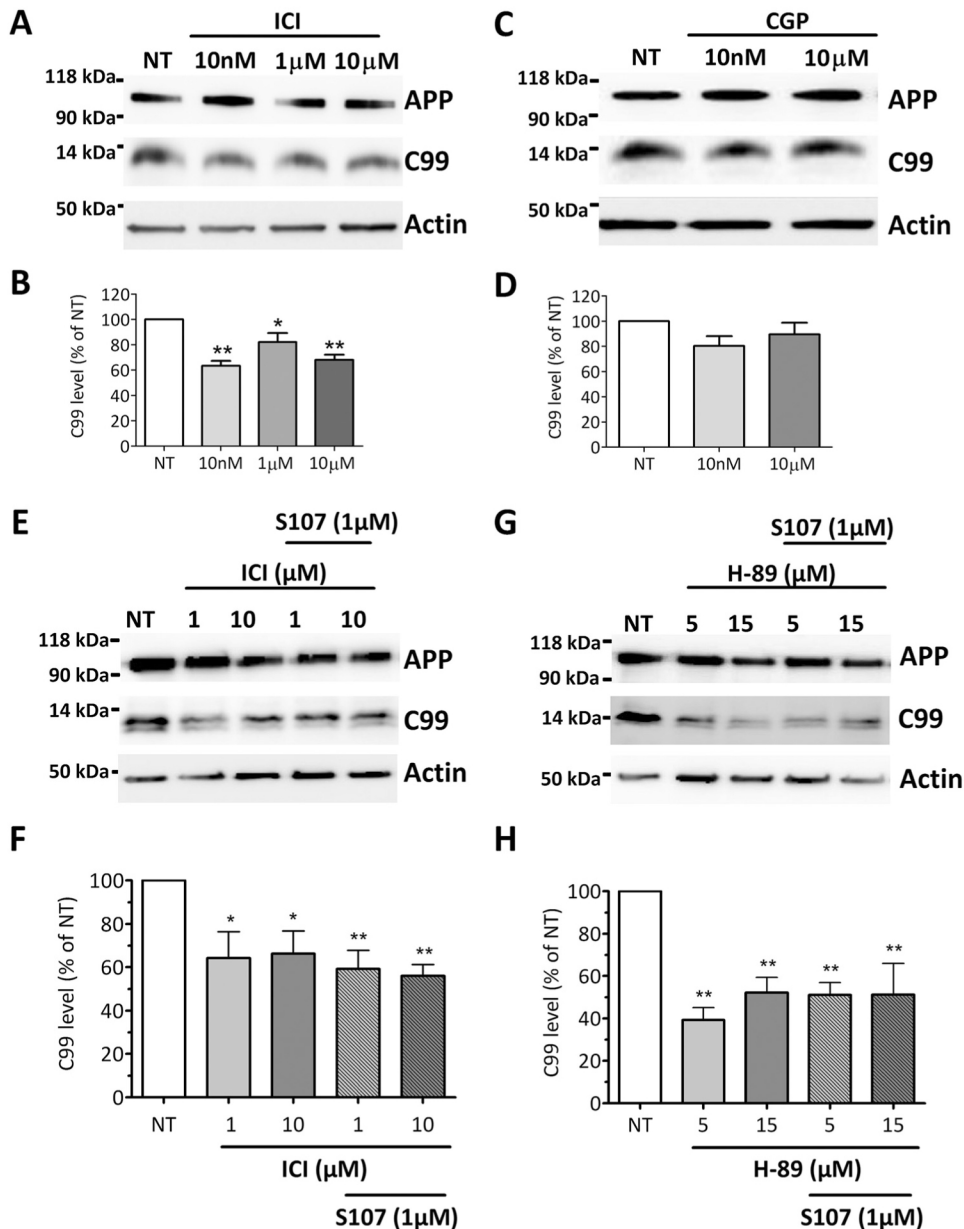 A
ICI
NT 10nM 1μM 10μM
118 kDa
APP
90 kDa
14 kDa
C99
50 kDa
Actin
C
CGP
NT 10nM 10μM
118 kDa
APP
90 kDa
14 kDa
C99
50 kDa
Actin
B
C99 level (% of NT)
120
100
80
60
40
20
0
** * **
NT 10nM 1μM 10μM
D
C99 level (% of NT)
120
100
80
60
40
20
0
NT 10nM 10μM
E
S107 (1μM)
ICI (μM)
NT 1 10 1 10
118 kDa
APP
90 kDa
14 kDa
C99
50 kDa
Actin
G
S107 (1μM)
H-89 (μM)
NT 5 15 5 15
118 kDa
APP
90 kDa
14 kDa
C99
50 kDa
Actin
F
C99 level (% of NT)
100
80
60
40
20
0
* * ** **
NT 1 10 1 10
ICI (μM)
S107 (1μM)
H
C99 level (% of NT)
100
80
60
40
20
0
** ** ** **
NT 5 15 5 15
H-89 (μM)
S107 (1μM)